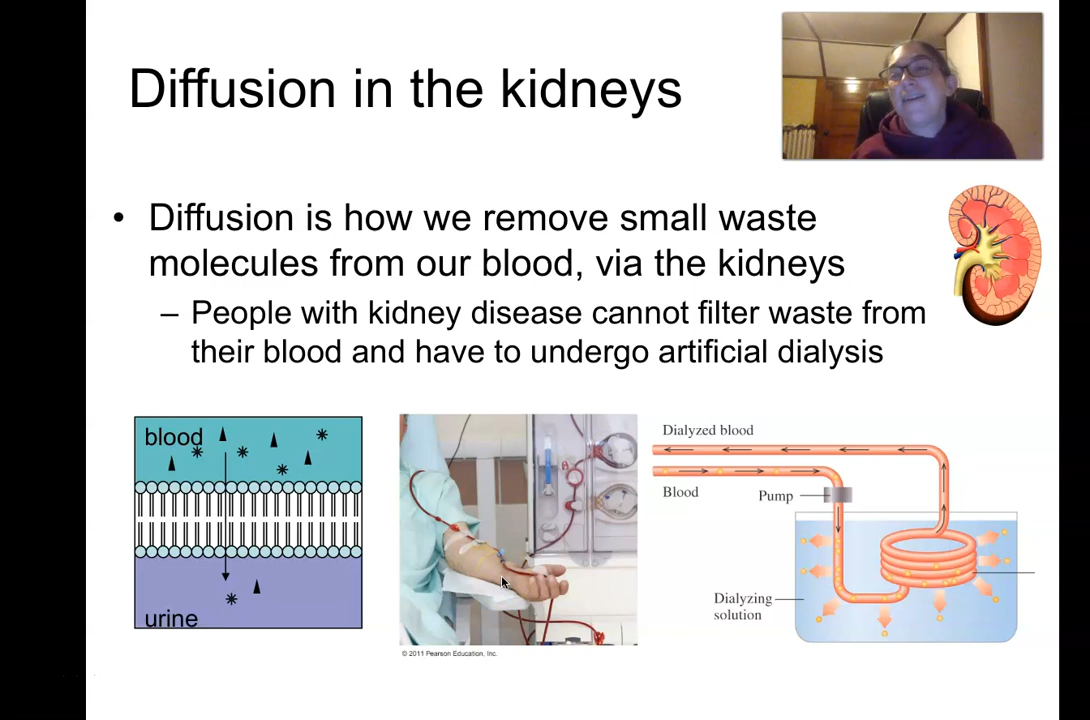 Diffusion in the kidneys
• Diffusion is how we remove small waste
molecules from our blood, via the kidneys
– People with kidney disease cannot filter waste from
their blood and have to undergo artificial dialysis
blood
urine
© 2011 Pearson Education, Inc.
Dialyzed blood
Blood
Pump
Dialyzing
solution